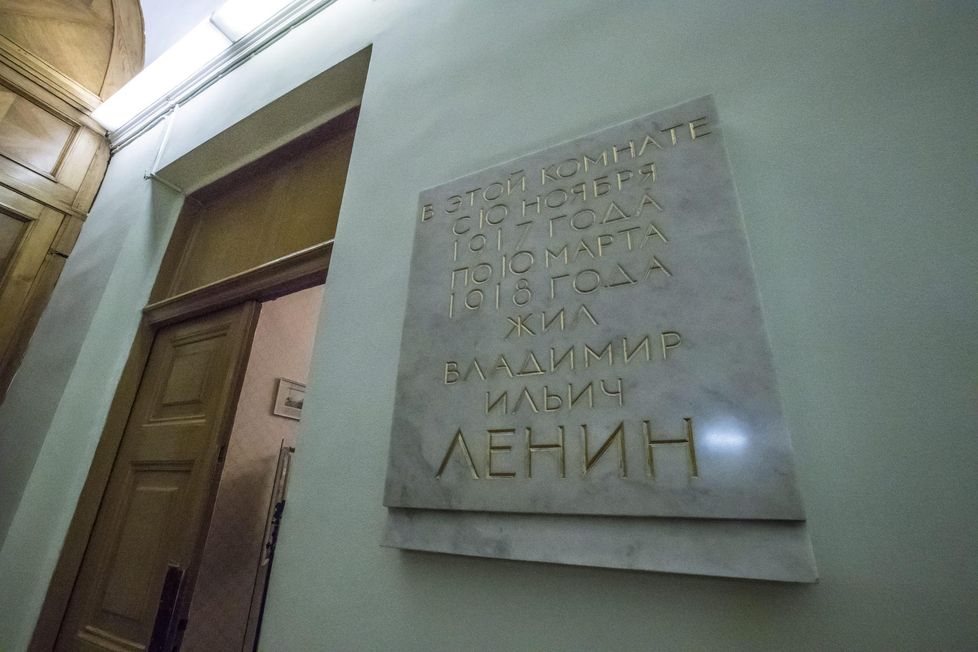 В ЭТОЙ КОМНАТЕ
С 10 НОЯБРЯ
1917 ГОДА
ПО 10 МАРТА
1918 ГОДА
ЖИЛ
ВЛАДИМИР
ИЛЬИЧ
ЛЕНИН